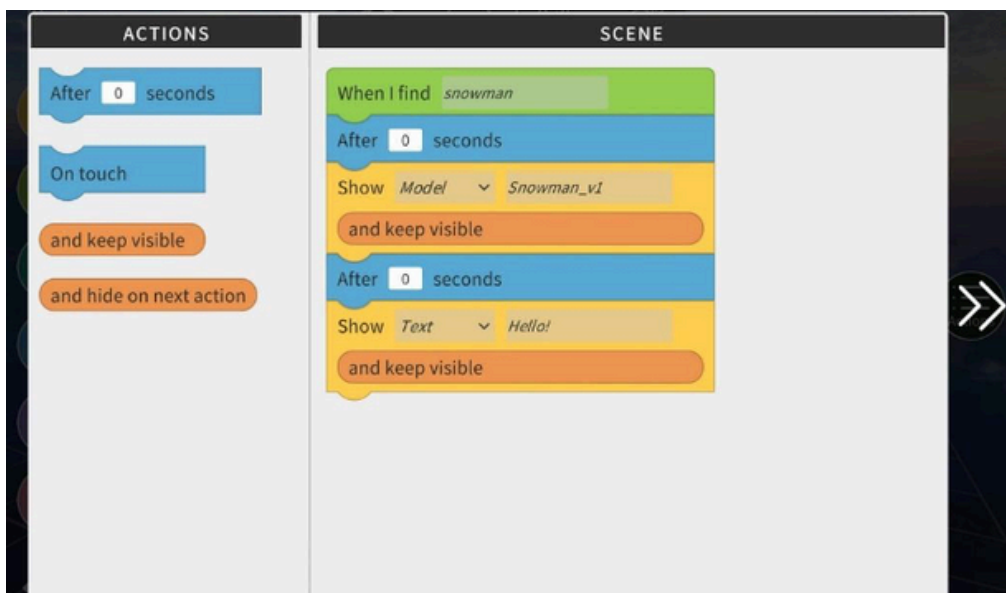 ACTIONS
After 0 seconds
On touch
and keep visible
and hide on next action
SCENE
When I find snowman
After 0 seconds
Show Model Snowman_v1
and keep visible
After 0 seconds
Show Text Hello!
and keep visible